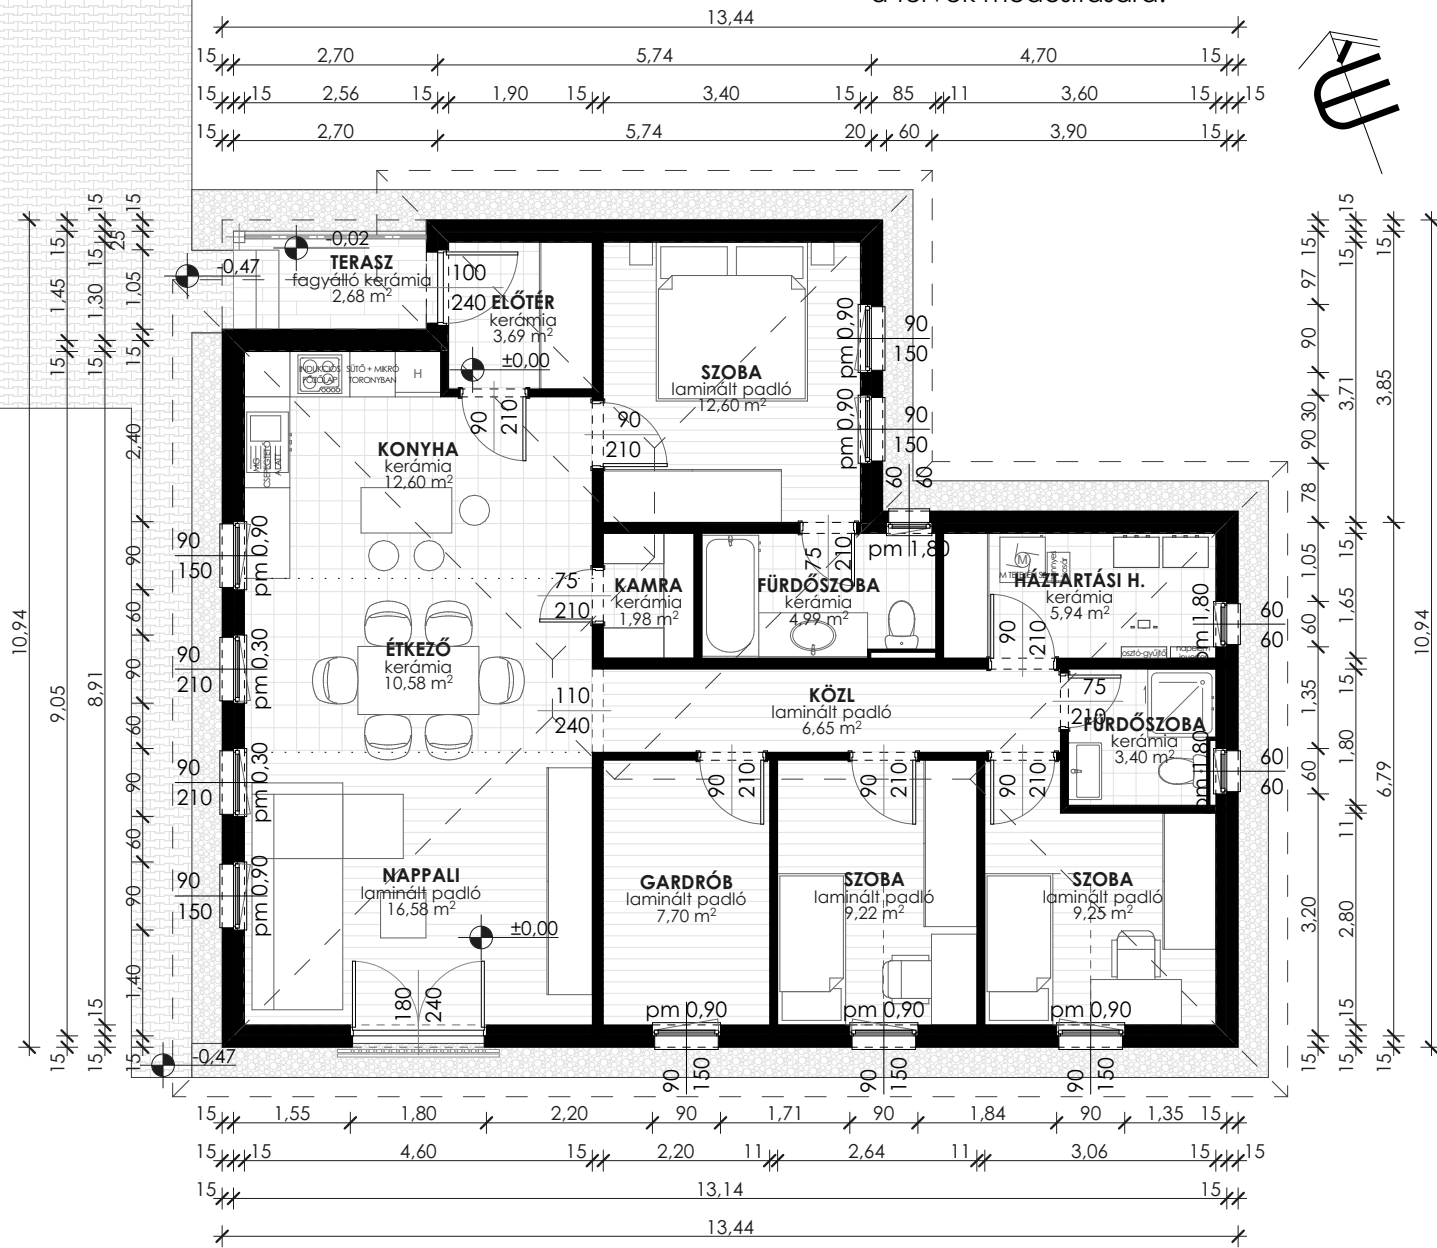 13,44
15 2,70 5,74 4,70 15
15 15 2,56 15 1,90 15 3,40 15 85 11 3,60 15 15
15 2,70 5,74 20 60 3,90 15
É
-0,02
-0,47
TERASZ
fagyálló kerámia
2,68 m²
100
240
ELŐTÉR
kerámia
3,69 m²
±0,00
90
210
INDUKCIÓS
FŐZŐLAP
SÜTŐ + MIKRÓ
TORONYBAN
H
MG
CSEPEGTETŐ
ALATT
KONYHA
kerámia
12,60 m²
90
210
SZOBA
laminált padló
12,60 m²
pm 0,90
90
150
pm 0,90
90
150
60
60
pm 1,80
90
150
pm 0,90
75
210
KAMRA
kerámia
1,98 m²
75
210
FÜRDŐSZOBA
kerámia
4,99 m²
M
HÁZTARTÁSI H.
kerámia
5,94 m²
osztó-gyűjtő
90
210
pm 1,80
60
60
ÉTKEZŐ
kerámia
10,58 m²
90
210
pm 0,30
110
240
KÖZL
laminált padló
6,65 m²
75
210
FÜRDŐSZOBA
kerámia
3,40 m²
pm 1,80
60
60
90
210
pm 0,30
90
210
90
210
90
210
NAPPALI
laminált padló
16,58 m²
±0,00
90
150
pm 0,90
180
240
GARDRÓB
laminált padló
7,70 m²
SZOBA
laminált padló
9,22 m²
SZOBA
laminált padló
9,25 m²
pm 0,90
pm 0,90
pm 0,90
90
150
90
150
90
150
-0,47
10,94
15 15 9,05 15 1,45 15
15 15 8,91 15 1,30 15 15
15 1,40 90 60 90 60 90 60 90 2,40 15 1,05 25 15
15 3,20 60 1,35 60 78 90 30 90 97 15
15 15 2,80 11 1,80 15 1,65 1,05 15 3,71 15 15
15 6,79 3,85 15
10,94
15 1,55 1,80 2,20 90 1,71 90 1,84 90 1,35 15
15 15 4,60 15 2,20 11 2,64 11 3,06 15 15
15 13,14 15
13,44